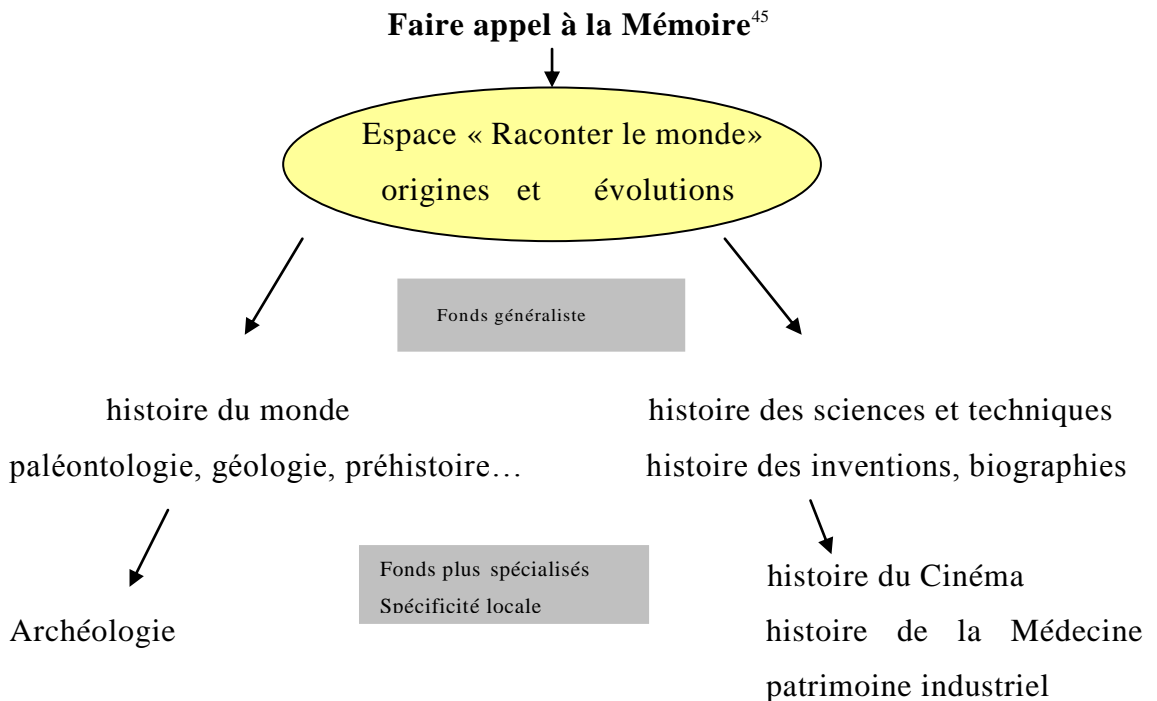 Faire appel à la Mémoire45
Espace « Raconter le monde»
origines et évolutions
Fonds généraliste
histoire du monde
paléontologie, géologie, préhistoire…
histoire des sciences et techniques
histoire des inventions, biographies
Fonds plus spécialisés
Spécificité locale
Archéologie
histoire du Cinéma
histoire de la Médecine
patrimoine industriel